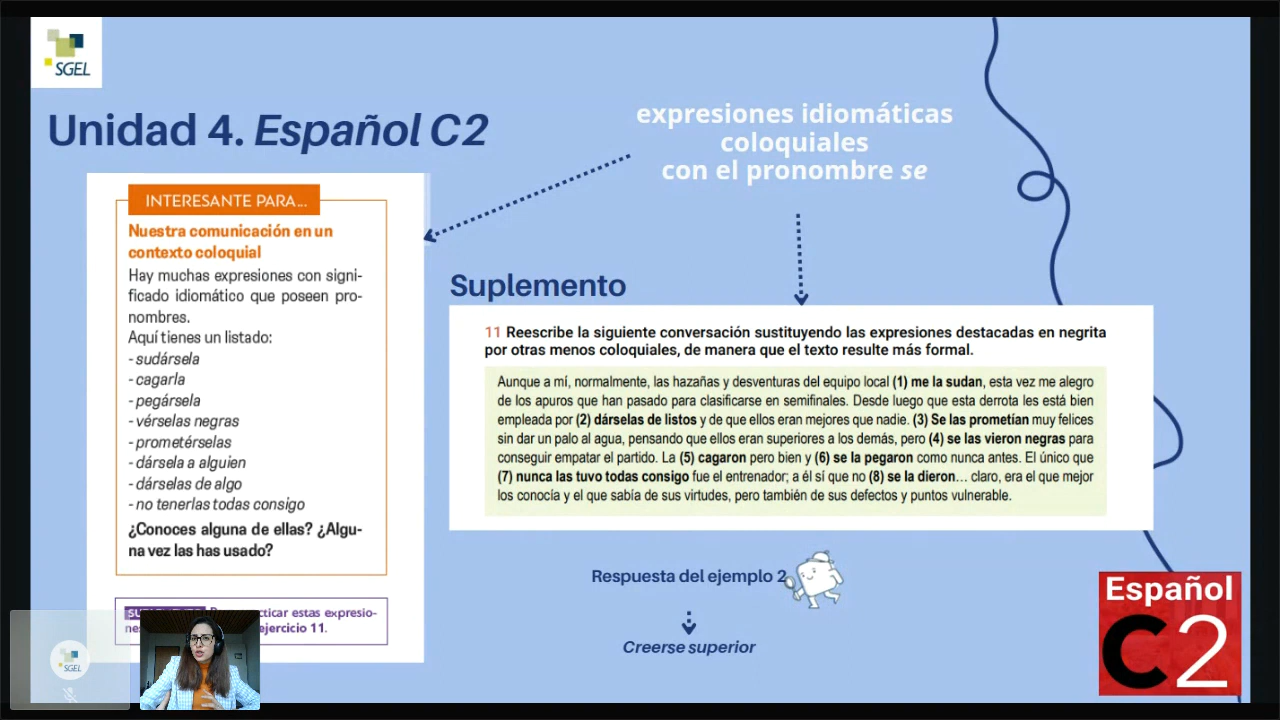 SGEL
Unidad 4. Español C2
expresiones idiomáticas
coloquiales
con el pronombre se
INTERESANTE PARA...
Nuestra comunicación en un
contexto coloquial
Hay muchas expresiones con signi-
ficado idiomático que poseen pro-
nombres.
Aquí tienes un listado:
- sudársela
- cagarla
- pegársela
- vérselas negras
- prometérselas
- dársela a alguien
- dárselas de algo
- no tenerlas todas consigo
¿Conoces alguna de ellas? ¿Algu-
na vez las has usado?
estas expresio-
ejercicio 11.
Suplemento
11 Reescribe la siguiente conversación sustituyendo las expresiones destacadas en negrita
por otras menos coloquiales, de manera que el texto resulte más formal.
Aunque a mí, normalmente, las hazañas y desventuras del equipo local (1) me la sudan, esta vez me alegro
de los apuros que han pasado para clasificarse en semifinales. Desde luego que esta derrota les está bien
empleada por (2) dárselas de listos y de que ellos eran mejores que nadie. (3) Se las prometían muy felices
sin dar un palo al agua, pensando que ellos eran superiores a los demás, pero (4) se las vieron negras para
conseguir empatar el partido. La (5) cagaron pero bien y (6) se la pegaron como nunca antes. El único que
(7) nunca las tuvo todas consigo fue el entrenador; a él sí que no (8) se la dieron… claro, era el que mejor
los conocía y el que sabía de sus virtudes, pero también de sus defectos y puntos vulnerable.
Respuesta del ejemplo 2
Creerse superior
Español
C2
SGEL